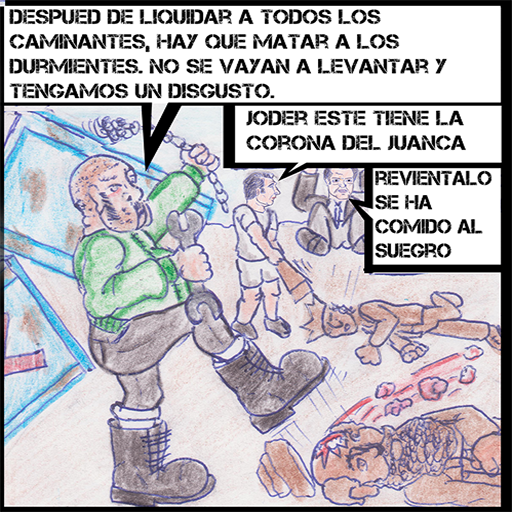 DESPUED DE LIQUIDAR A TODOS LOS
CAMINANTES, HAY QUE MATAR A LOS
DURMIENTES. NO SE VAYAN A LEVANTAR Y
TENGAMOS UN DISGUSTO.
JODER ESTE TIENE LA
CORONA DEL JUANCA
REVIENTALO
SE HA
COMIDO AL
SUEGRO